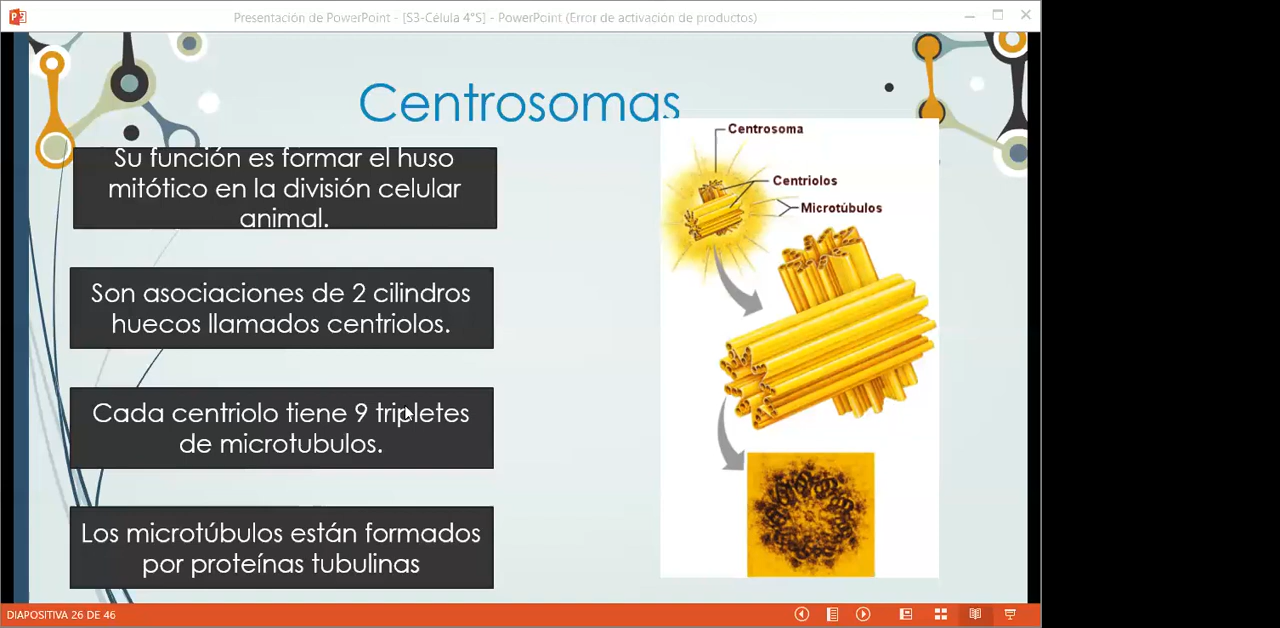 Presentación de PowerPoint - [S3-Célula 4°S] - PowerPoint (Error de activación de productos)
Centrosomas
Su función es formar el huso
mitótico en la división celular
animal.
Son asociaciones de 2 cilindros
huecos llamados centriolos.
Cada centriolo tiene 9 tripletes
de microtubulos.
Los microtúbulos están formados
por proteínas tubulinas
Centrosoma
Centriolos
Microtúbulos
DIAPOSITIVA 26 DE 46